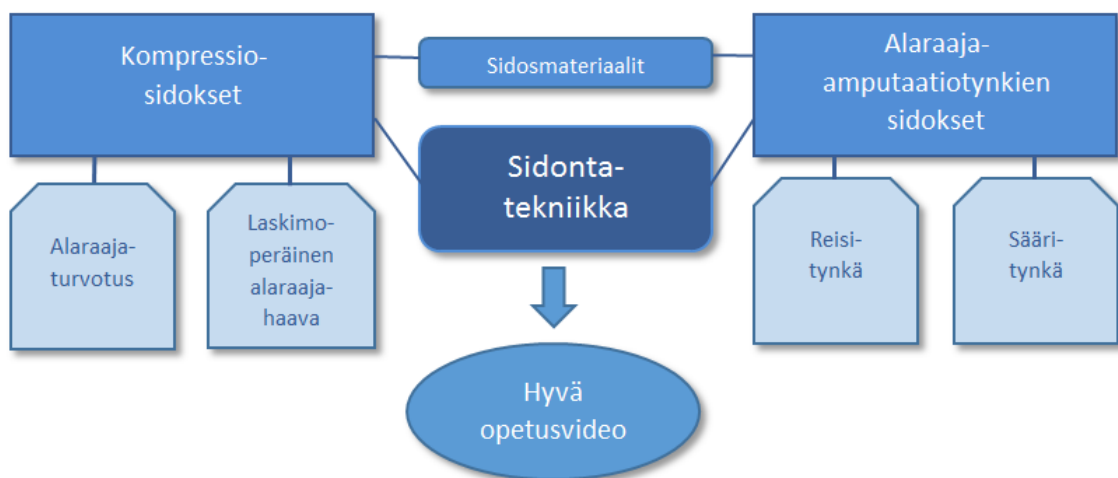 Kompressio-
sidokset
Sidosmateriaalit
Alaraaja-
amputaatiotynkien
sidokset
Sidonta-
tekniikka
Alaraaja-
turvotus
Laskimo-
peräinen
alaraaja-
haava
Reisi-
tynkä
Sääri-
tynkä
Hyvä
opetusvideo